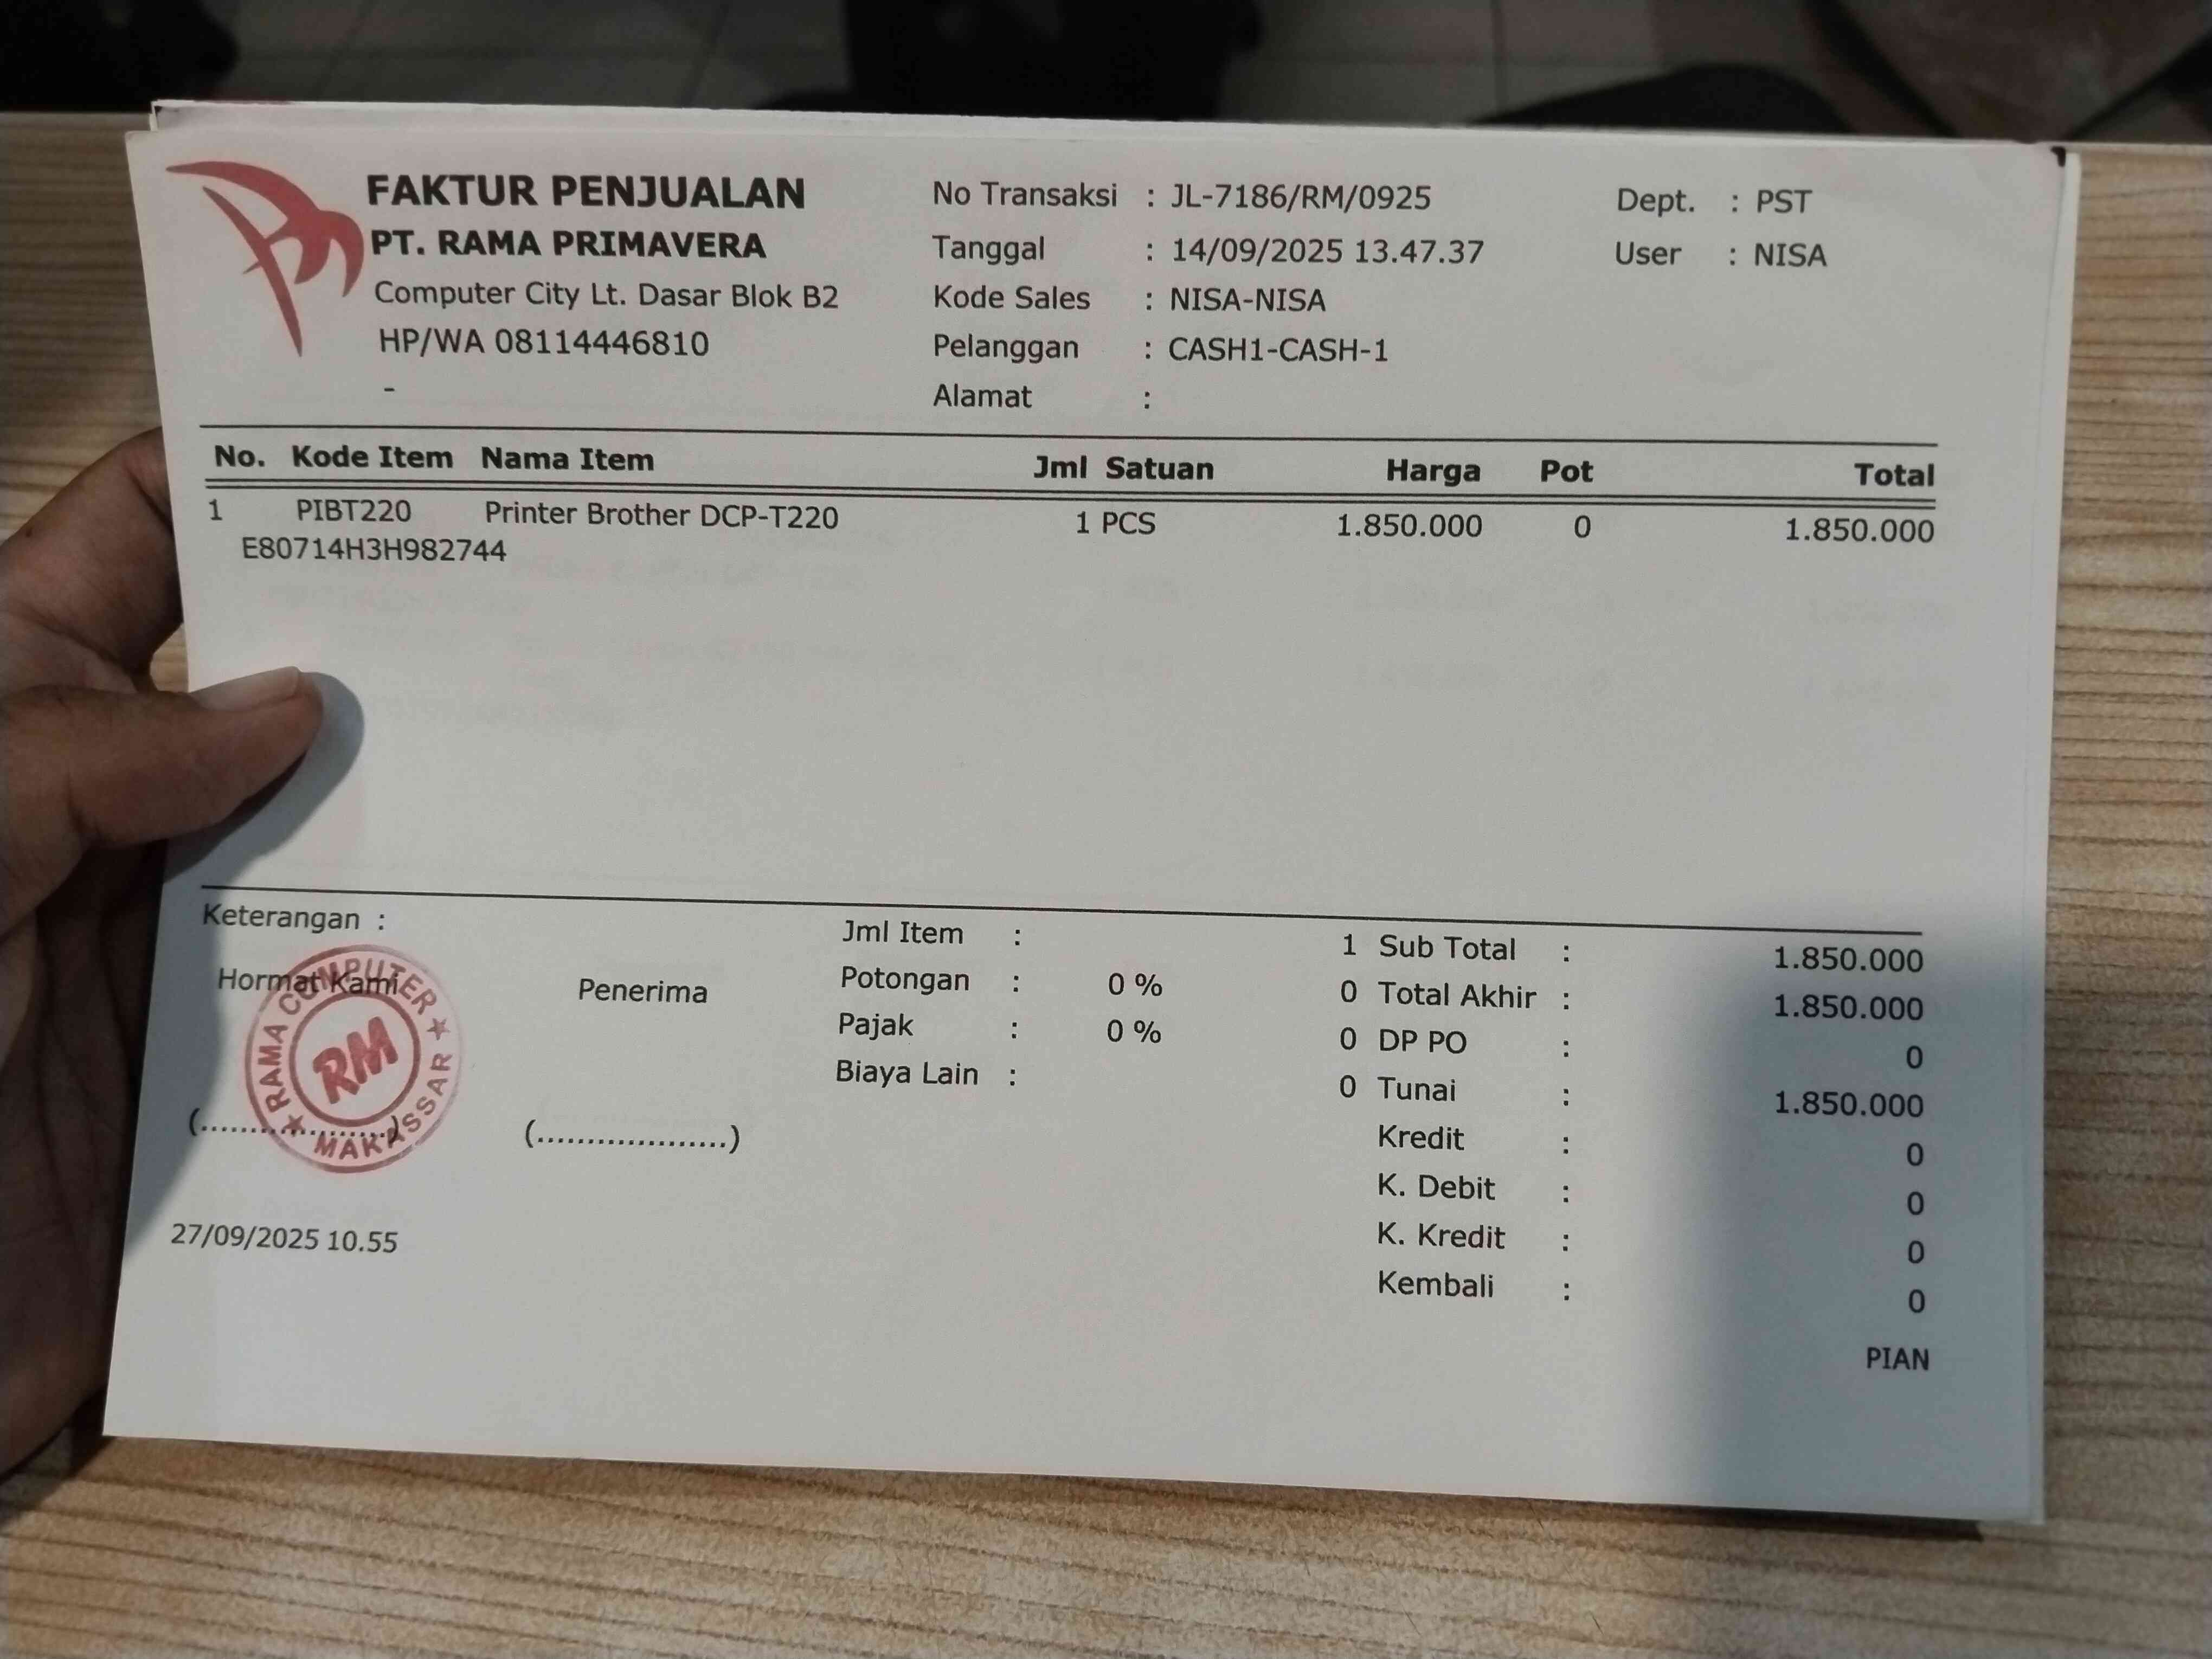 FAKTUR PENJUALAN
PT. RAMA PRIMAVERA
Computer City Lt. Dasar Blok B2
HP/WA 08114446810
-
No Transaksi : JL-7186/RM/0925
Tanggal : 14/09/2025 13.47.37
Kode Sales : NISA-NISA
Pelanggan : CASH1-CASH-1
Alamat :
Dept. : PST
User : NISA
No. Kode Item Nama Item Jml Satuan Harga Pot Total
1 PIBT220 Printer Brother DCP-T220 1 PCS 1.850.000 0 1.850.000
E80714H3H982744
Keterangan :
Hormat Kami
Penerima
RAMA COMPUTER
RM
MAKASSAR
(....................)
(...................)
27/09/2025 10.55
Jml Item : 1
Potongan : 0 % 0
Pajak : 0 % 0
Biaya Lain : 0
Sub Total : 1.850.000
Total Akhir : 1.850.000
DP PO : 0
Tunai : 1.850.000
Kredit : 0
K. Debit : 0
K. Kredit : 0
Kembali : 0
PIAN